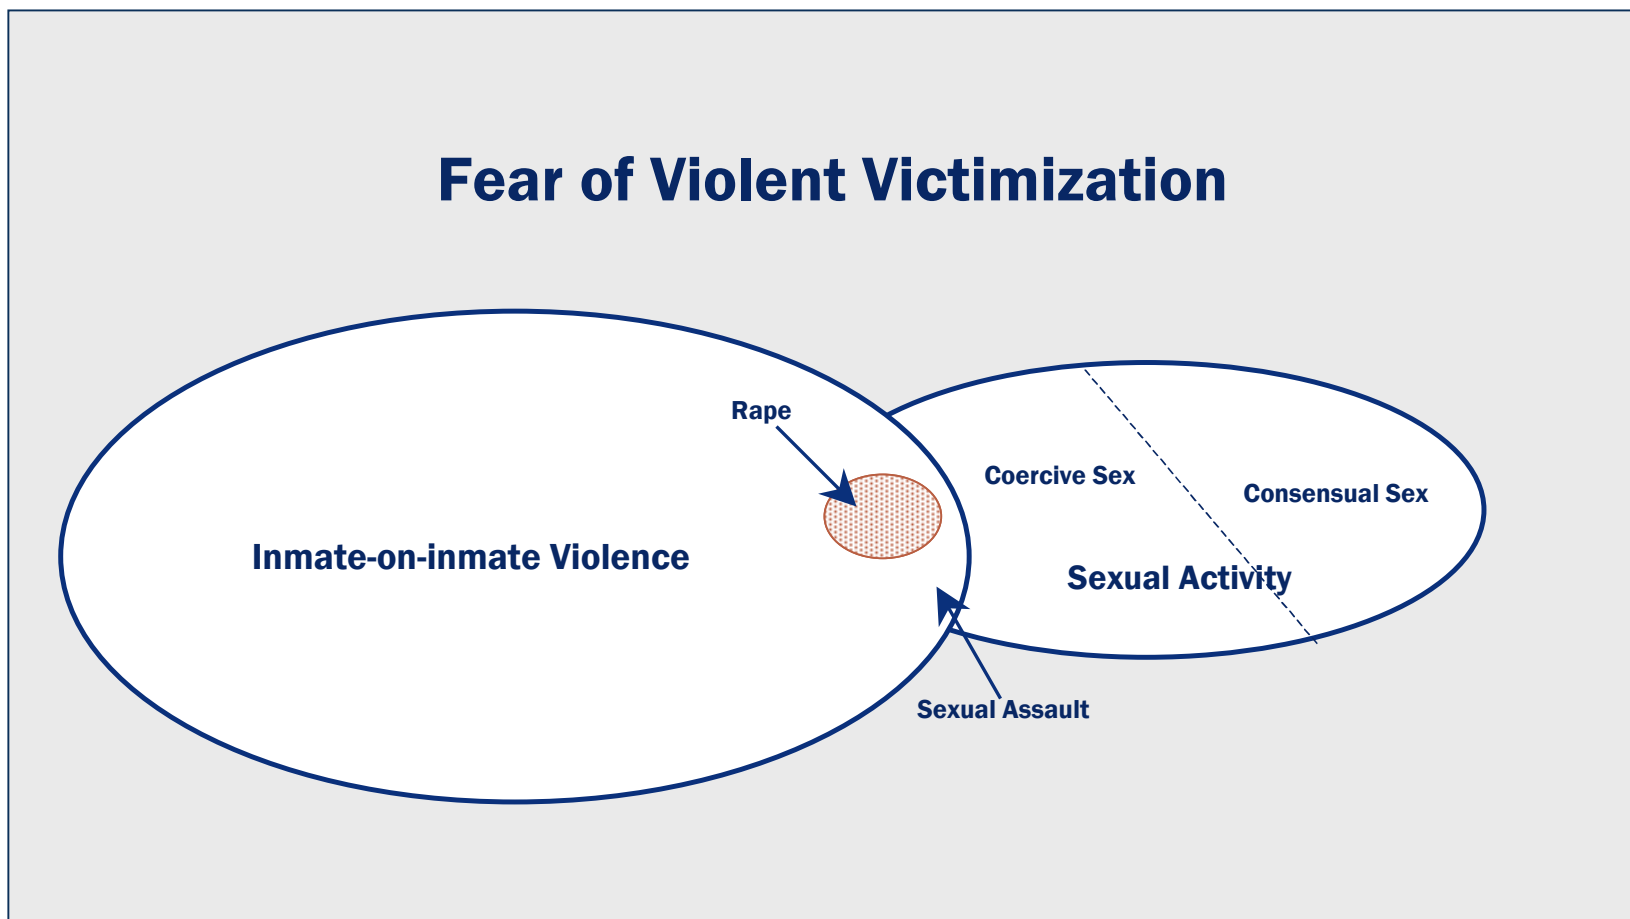 Fear of Violent Victimization
Rape
Coercive Sex
Consensual Sex
Inmate-on-inmate Violence
Sexual Activity
Sexual Assault